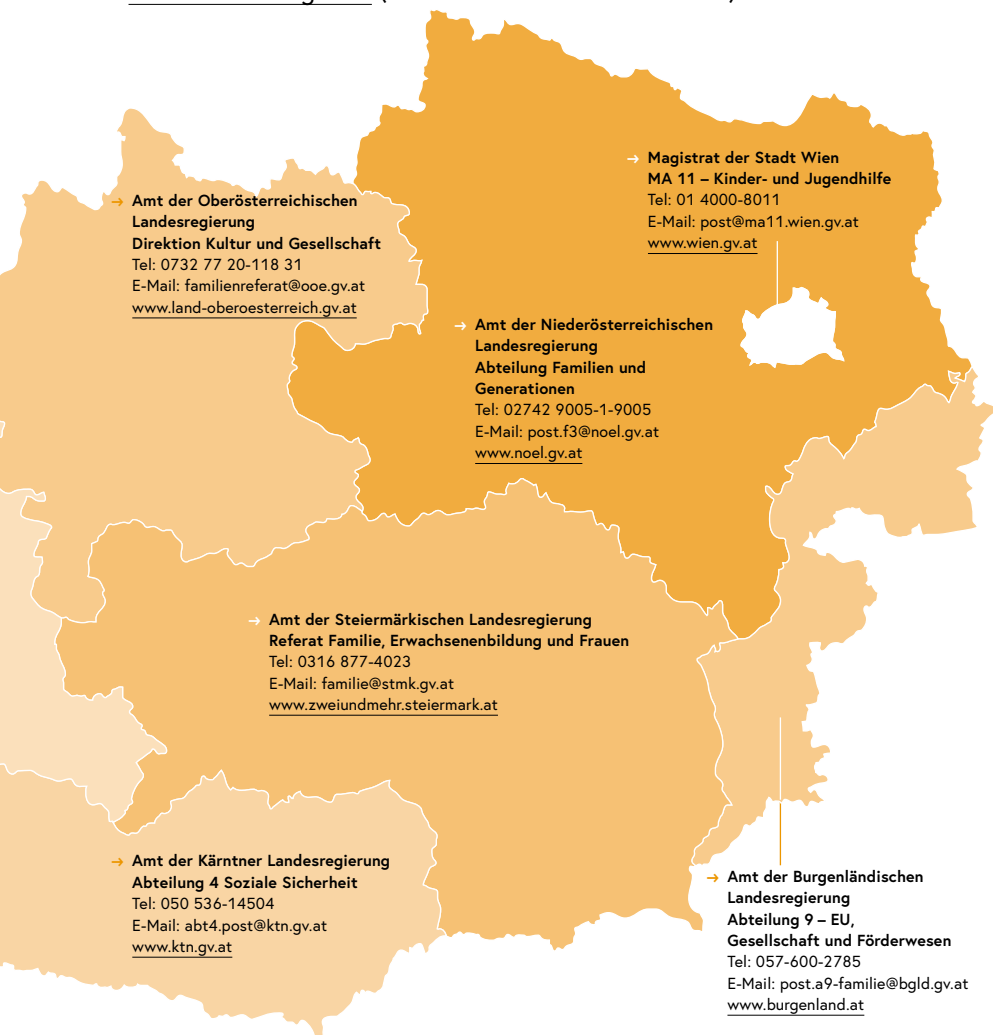 → Magistrat der Stadt Wien
MA 11 – Kinder- und Jugendhilfe
Tel: 01 4000-8011
E-Mail: post@ma11.wien.gv.at
www.wien.gv.at
→ Amt der Oberösterreichischen
Landesregierung
Direktion Kultur und Gesellschaft
Tel: 0732 77 20-118 31
E-Mail: familienreferat@ooe.gv.at
www.land-oberoesterreich.gv.at
→ Amt der Niederösterreichischen
Landesregierung
Abteilung Familien und
Generationen
Tel: 02742 9005-1-9005
E-Mail: post.f3@noel.gv.at
www.noel.gv.at
→ Amt der Steiermärkischen Landesregierung
Referat Familie, Erwachsenenbildung und Frauen
Tel: 0316 877-4023
E-Mail: familie@stmk.gv.at
www.zweiundmehr.steiermark.at
→ Amt der Kärntner Landesregierung
Abteilung 4 Soziale Sicherheit
Tel: 050 536-14504
E-Mail: abt4.post@ktn.gv.at
www.ktn.gv.at
→ Amt der Burgenländischen
Landesregierung
Abteilung 9 – EU,
Gesellschaft und Förderwesen
Tel: 057-600-2785
E-Mail: post.a9-familie@bgld.gv.at
www.burgenland.at